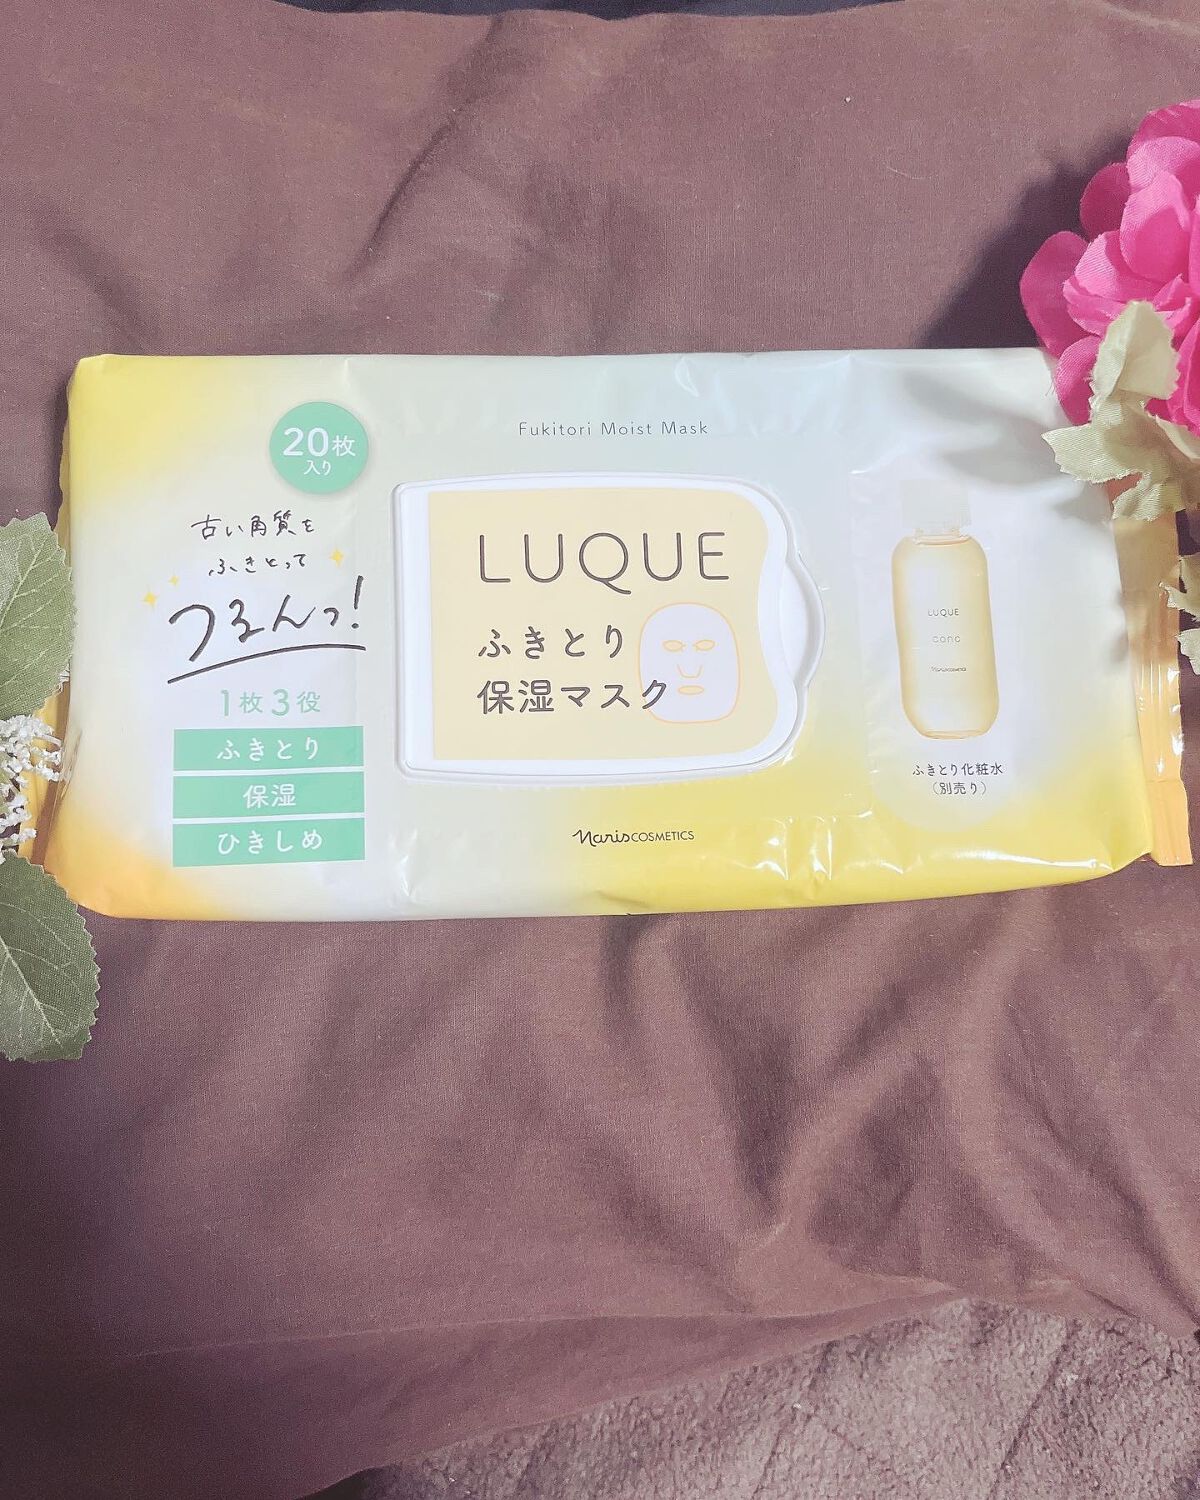 Fukitori Moist Mask
20枚
入り
古い角質を
ふきとって
つるんっ!
1枚3役
ふきとり
保湿
ひきしめ
LUQUE
ふきとり
保湿マスク
Naris COSMETICS
LUQUE
conc
Naris COSMETICS
ふきとり化粧水
(別売り)